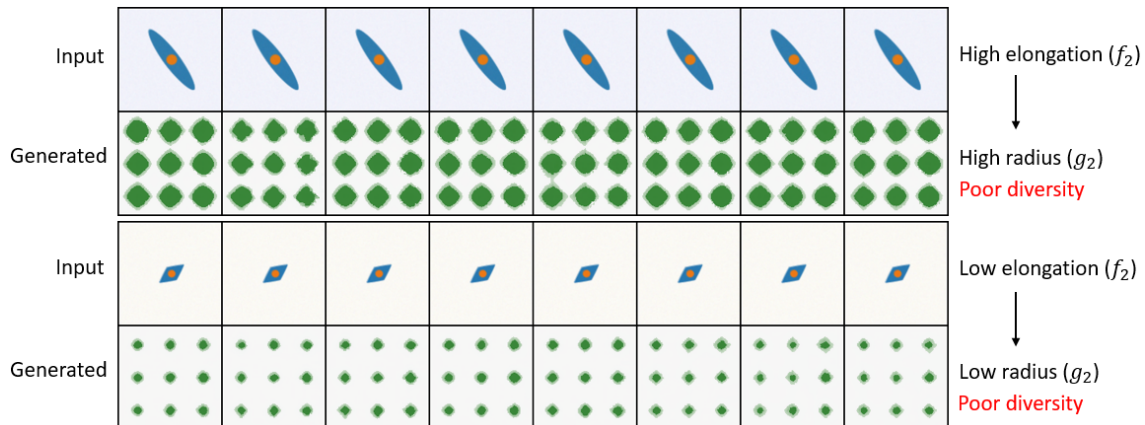 Input
High elongation (f₂)
Generated
High radius (g₂)
Poor diversity
Input
Low elongation (f₂)
Generated
Low radius (g₂)
Poor diversity